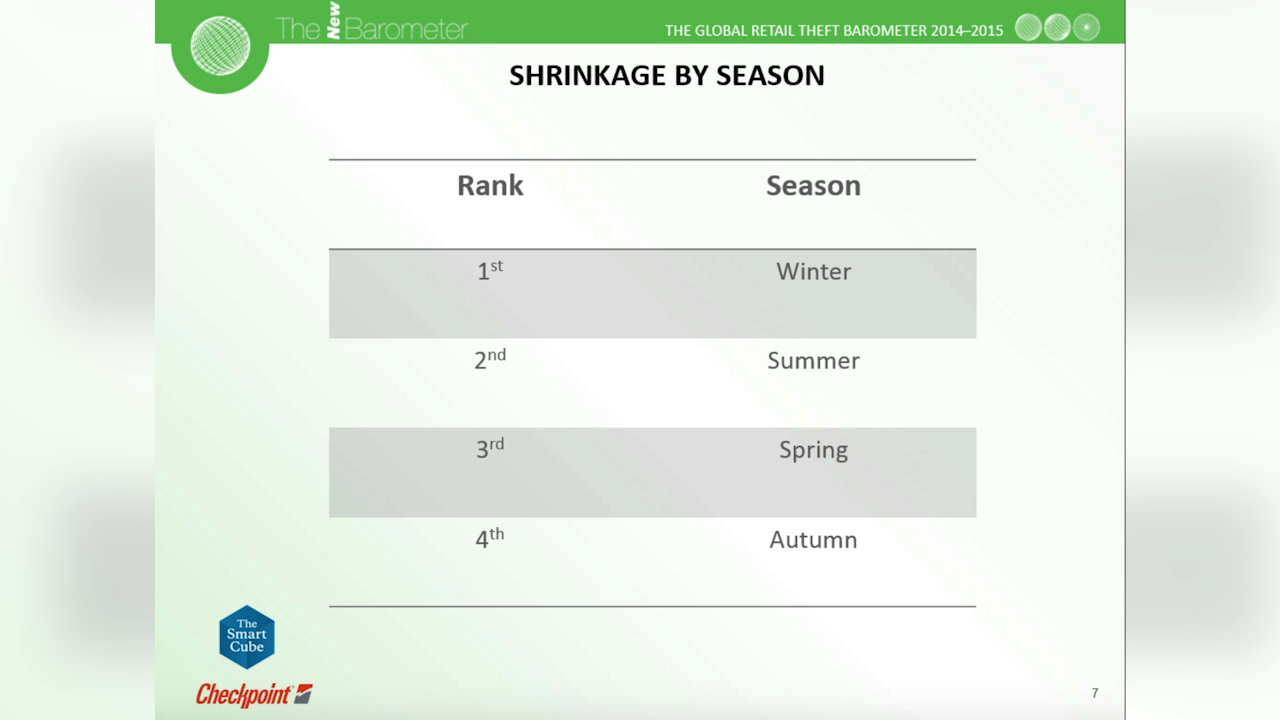 The New Barometer
THE GLOBAL RETAIL THEFT BAROMETER 2014–2015
SHRINKAGE BY SEASON
Rank Season
1st Winter
2nd Summer
3rd Spring
4th Autumn
The
Smart
Cube
Checkpoint
7